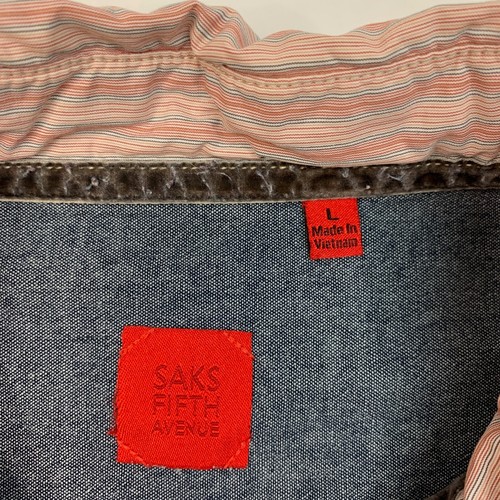 L
Made In
Vietnam
SAKS
FIFTH
AVENUE